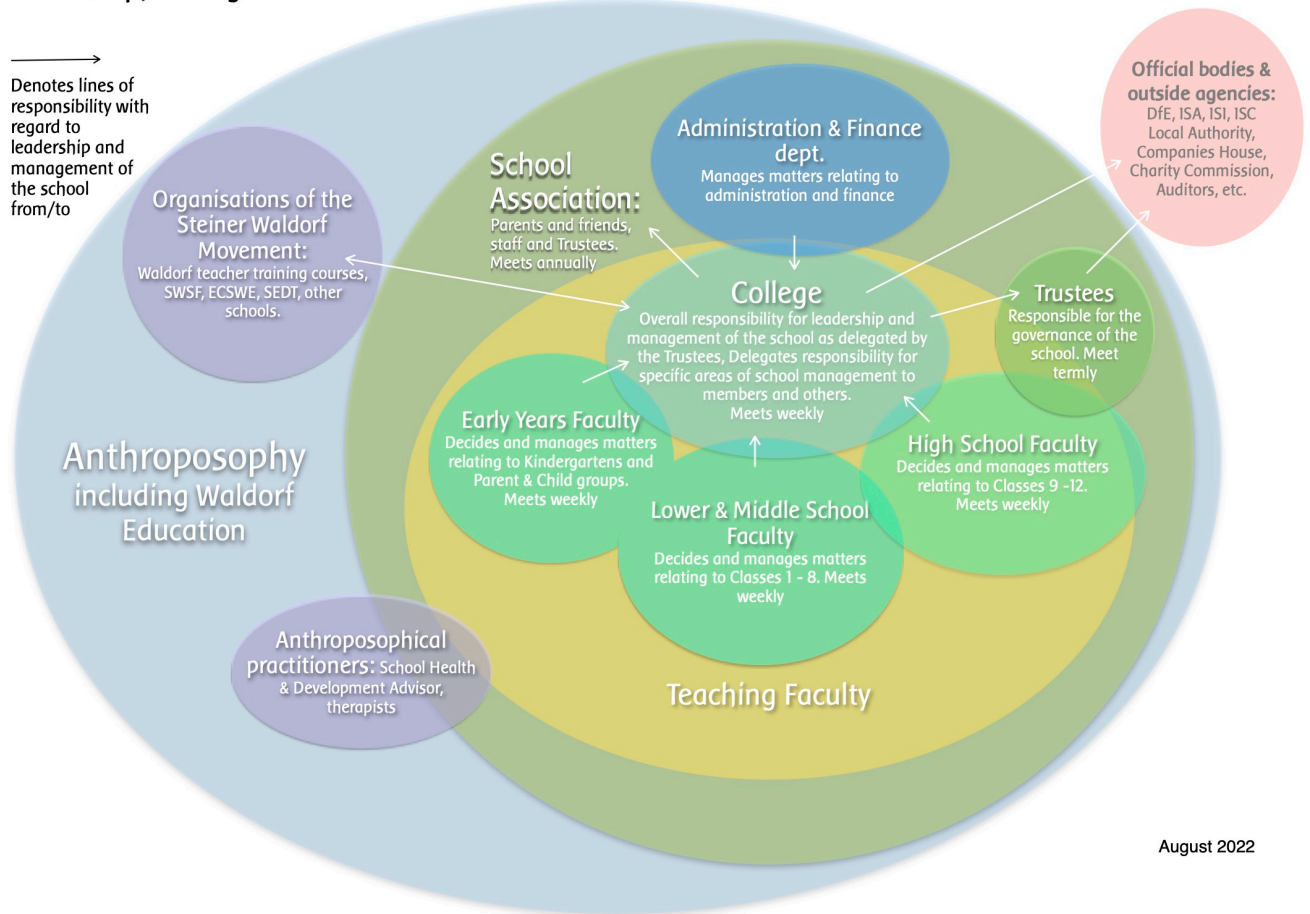 Denotes lines of
responsibility with
regard to
leadership and
management of
the school
from/to
Organisations of the
Steiner Waldorf
Movement:
Waldorf teacher training courses,
SWSF, ECSWE, SEDT, other
schools.
School
Association:
Parents and friends,
staff and Trustees.
Meets annually
Administration & Finance
dept.
Manages matters relating to
administration and finance
Official bodies &
outside agencies:
DfE, ISA, ISI, ISC
Local Authority,
Companies House,
Charity Commission,
Auditors, etc.
College
Overall responsibility for leadership and
management of the school as delegated by
the Trustees, Delegates responsibility for
specific areas of school management to
members and others.
Meets weekly
Trustees
Responsible for the
governance of the
school. Meet
termly
Early Years Faculty
Decides and manages matters
relating to Kindergartens and
Parent & Child groups.
Meets weekly
Lower & Middle School
Faculty
Decides and manages matters
relating to Classes 1 - 8. Meets
weekly
High School Faculty
Decides and manages matters
relating to Classes 9 -12.
Meets weekly
Anthroposophy
including Waldorf
Education
Anthroposophical
practitioners: School Health
& Development Advisor,
therapists
Teaching Faculty
August 2022